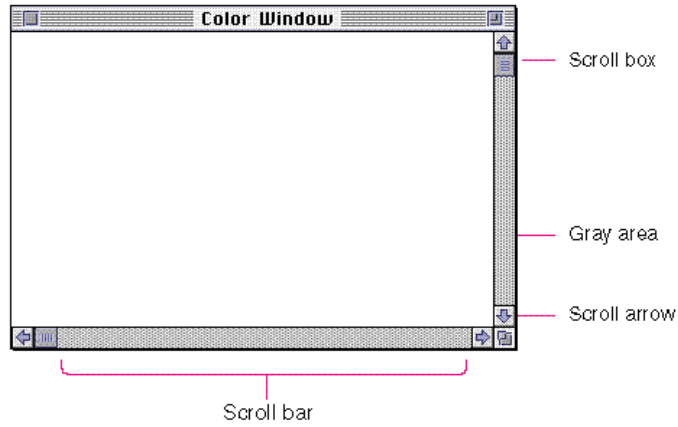 Color Window
Scroll box
Gray area
Scroll arrow
Scroll bar